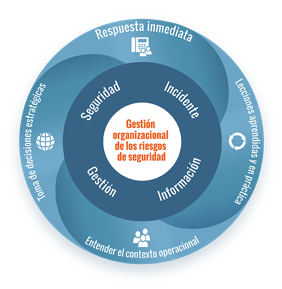 Respuesta inmediata
Seguridad
Incidente
Toma de decisiones estratégicas
Gestión
organizacional
de los riesgos
de seguridad
Lecciones aprendidas y en práctica
Gestión
Información
Entender el contexto operacional